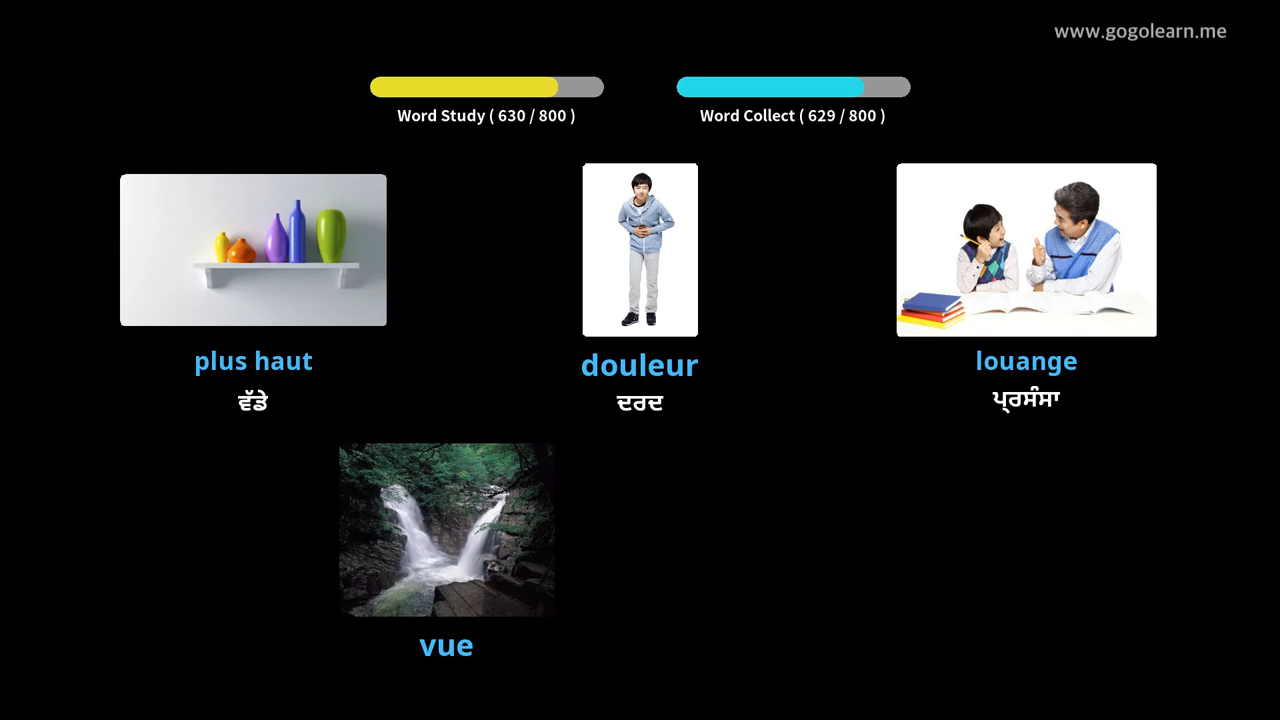 www.gogolearn.me
Word Study ( 630 / 800 )
Word Collect ( 629 / 800 )
plus haut
ਵੱਡੇ
douleur
ਦਰਦ
louange
ਪ੍ਰਸੰਸਾ
vue